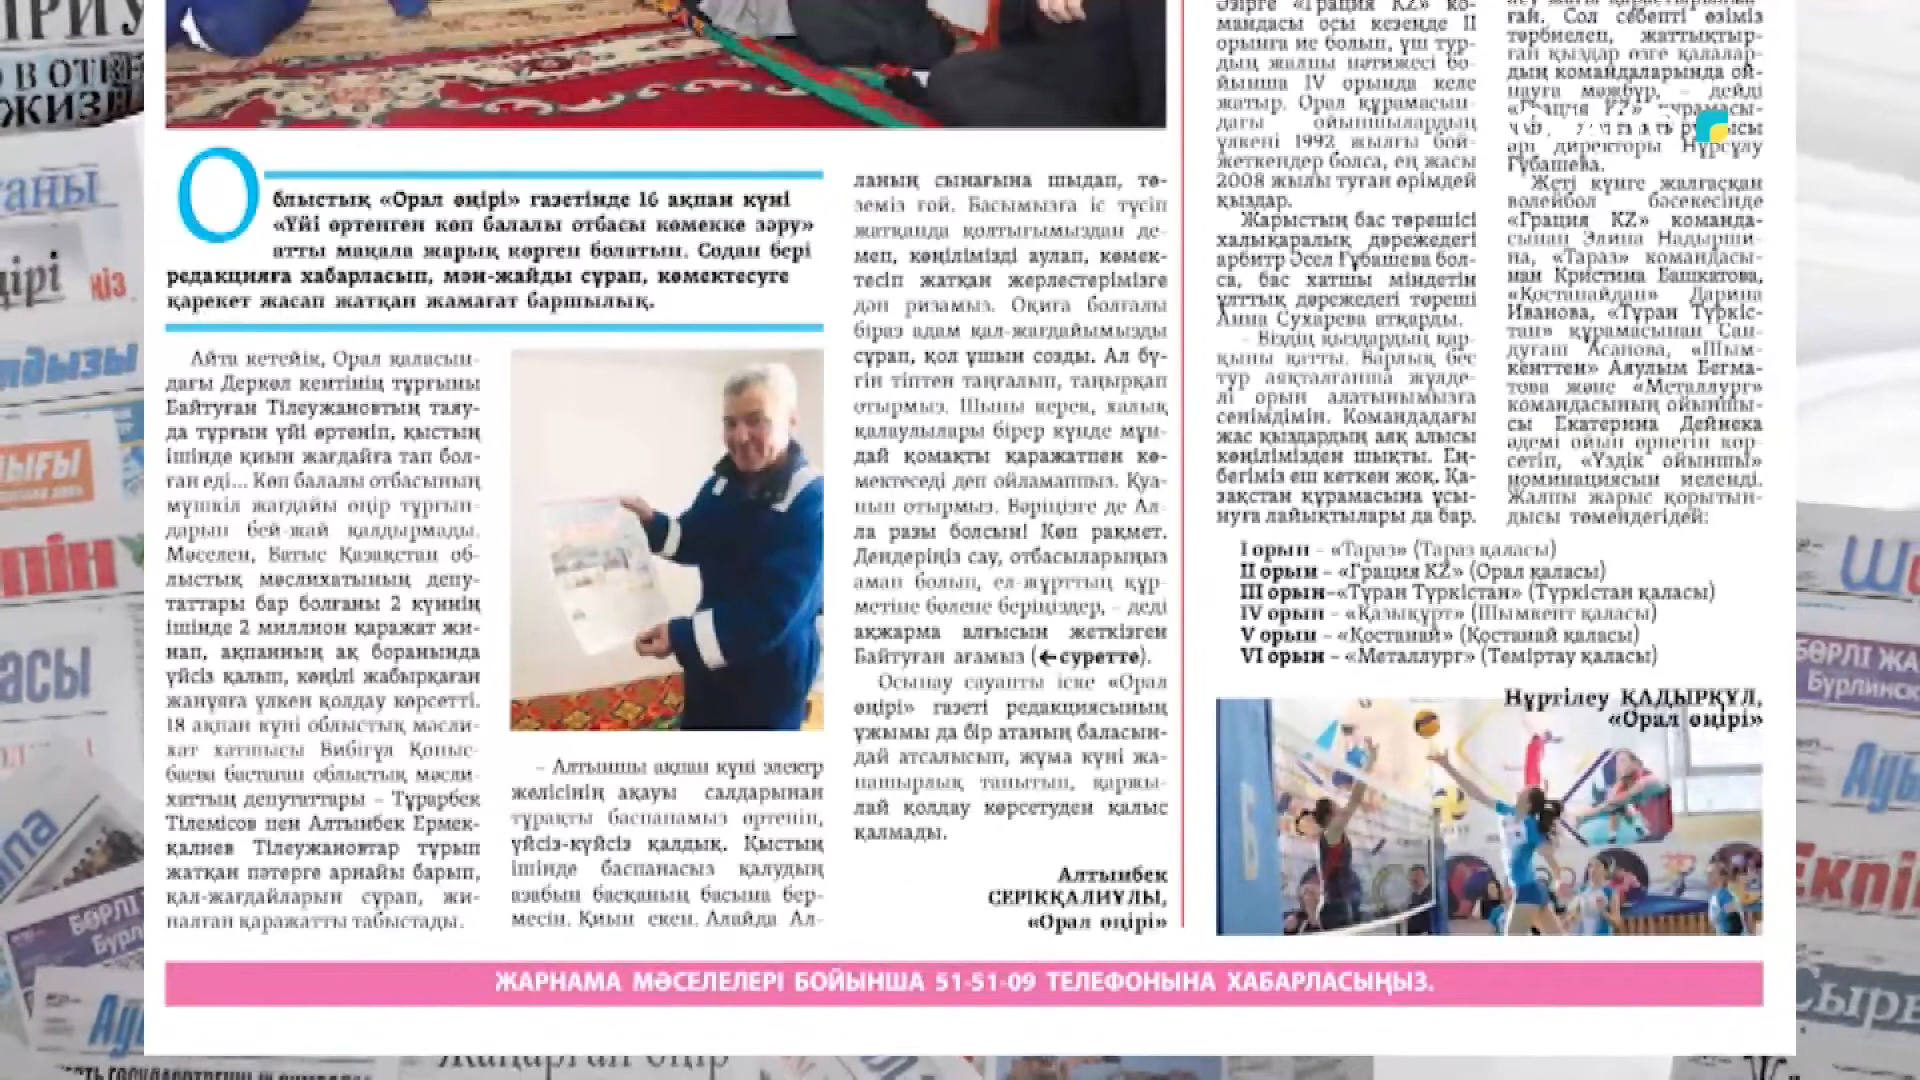 Облыстық «Орал өңірі» газетінде 16 ақпан күні
«Үйі өртенген көп балалы отбасы көмекке зәру»
атты мақала жарық көрген болатын. Содан бері
редакцияға хабарласып, мән-жайды сұрап, көмектесуге
қарекет жасап жатқан жамағат баршылық.
Айта кетейік, Орал қаласын-
дағы Деркөл кентінің тұрғыны
Байтуған Тілеужановтың таяу-
да тұрғын үйі өртеніп, қыстың
ішінде қиын жағдайға тап бол-
ған еді... Көп балалы отбасының
мүшкіл жағдайы өңір тұрғын-
дарын бей-жай қалдырмады.
Мәселен, Батыс Қазақстан об-
лыстық мәслихатының депу-
таттары бар болғаны 2 күннің
ішінде 2 миллион қаражат жи-
нап, ақпанның ақ боранында
үйсіз қалып, көңілі жабырқаған
жануяға үлкен қолдау көрсетті.
18 ақпан күні облыстық мәсли-
хат хатшысы Бибігүл Қоныс-
баева бастаған облыстық мәсли-
хаттың депутаттары – Тұрарбек
Тілемісов пен Алтынбек Ермек-
қалиев Тілеужановтар тұрып
жатқан пәтерге арнайы барып,
қал-жағдайларын сұрап, жи-
налған қаражатты табыстады.
– Алтыншы ақпан күні электр
желісінің ақауы салдарынан
тұрақты баспанамыз өртеніп,
үйсіз-күйсіз қалдық. Қыстың
ішінде баспанасыз қалудың
азабын басқаның басына бер-
месін. Қиын екен. Алайда Ал-
ланың сынағына шыдап, тө-
земіз ғой. Басымызға іс түсіп
жатқанда қолтығымыздан де-
меп, көңілімізді аулап, көмек-
тесіп жатқан жерлестерімізге
дән ризамыз. Оқиға болғалы
біраз адам қал-жағдайымызды
сұрап, қол ұшын созды. Ал бү-
гін тіптен таңғалып, таңырқап
отырмыз. Шыны керек, халық
қалаулылары бірер күнде мұн-
дай қомақты қаражатпен кө-
мектеседі деп ойламаппыз. Қуа-
нып отырмыз. Бәріңізге де Ал-
ла разы болсын! Көп рақмет.
Дендеріңіз сау, отбасыларыңыз
аман болып, ел-жұрттың құр-
метіне бөлене беріңіздер, – деді
ақжарма алғысын жеткізген
Байтуған ағамыз (←суретте).
Осынау сауапты іске «Орал
өңірі» газеті редакциясының
ұжымы да бір атаның баласын-
дай атсалысып, жұма күні жа-
нашырлық танытып, қаржы-
лай қолдау көрсетуден қалыс
қалмады.
Алтынбек
СЕРІКҚАЛИҰЛЫ,
«Орал өңірі»
Әзірге «Грация KZ» ко-
мандасы осы кезеңде II
орынға ие болып, үш тур-
дың жалпы нәтижесі бо-
йынша IV орында келе
жатыр. Орал құрамасын-
дағы ойыншылардың
үлкені 1992 жылғы бой-
жеткендер болса, ең жасы
2008 жылы туған өрімдей
қыздар.
Жарыстың бас төрешісі
халықаралық дәрежедегі
арбитр Әсел Ғұбашева бол-
са, бас хатшы міндетін
ұлттық дәрежедегі төреші
Анна Сухарева атқарды.
– Біздің қыздардың қар-
қыны қатты. Барлық бес
тур аяқталғанша жүлде-
лі орын алатынымызға
сенімдімін. Командадағы
жас қыздардың аяқ алысы
көңілімізден шықты. Ең-
бегіміз еш кеткен жоқ. Қа-
зақстан құрамасына ұсы-
нуға лайықтылары да бар.
ғай. Сол себепті өзіміз
тәрбиелеп, жаттықтыр-
ған қыздар өзге қалалар-
дың командаларында ой-
науға мәжбүр, – дейді
«Грация KZ» құрамасы-
әрі директоры Нұрсұлу
Ғұбашева.
Жеті күнге жалғасқан
волейбол бәсекесінде
«Грация KZ» команда-
сынан Элина Надырши-
на, «Тараз» командасы-
нан Кристина Башкатова,
«Қостанайдан» Дарина
Иванова, «Тұран Түркіс-
тан» құрамасынан Сан-
дуғаш Асанова, «Шым-
кенттен» Аяулым Бегма-
това және «Металлург»
командасының ойыншы-
сы Екатерина Дейнека
әдемі ойын өрнегін көр-
сетіп, «Үздік ойыншы»
номинациясын иеленді.
Жалпы жарыс қорытын-
дысы төмендегідей:
I орын – «Тараз» (Тараз қаласы)
II орын – «Грация KZ» (Орал қаласы)
III орын–«Тұран Түркістан» (Түркістан қаласы)
IV орын – «Қазықұрт» (Шымкент қаласы)
V орын – «Қостанай» (Қостанай қаласы)
VI орын – «Металлург» (Теміртау қаласы)
Нұртілеу ҚАДЫРҚҰЛ,
«Орал өңірі»
ЖАРНАМА МӘСЕЛЕЛЕРІ БОЙЫНША 51-51-09 ТЕЛЕФОНЫНА ХАБАРЛАСЫҢЫЗ.